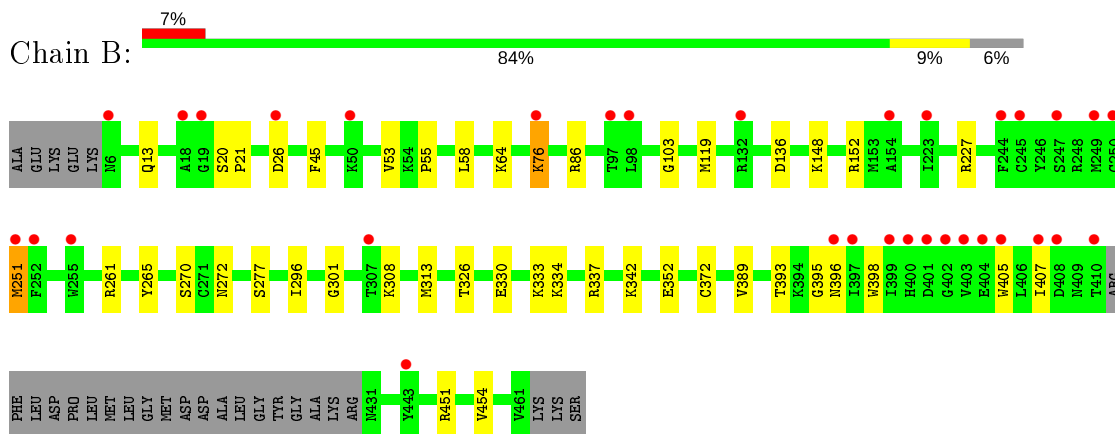 7%
Chain B:
84% 9% 6%
ALA GLU LYS GLU LYS N6 Q13 A18 G19 S20 P21 D26 F45 K50 V53 K54 P55 L58 K64 K76 R86 T97 L98 G103 M119 R132 D136 K148 R152 M153 A154 I223 R227 F244 C245 Y246 S247 R248 M249
M251 F252 W255 R261 Y265 S270 C271 N272 S277 I296 G301 T307 K308 M313 T326 E330 K333 K334 R337 K342 E352 C372 V389 T393 K394 G395 N396 I397 W398 I399 H400 D401 G402 V403 E404 W405 L406 I407 D408 N409 T410 ARG
PHE LEU ASP PRO LEU MET LEU GLY MET ASP ASP ALA LEU GLY TYR GLY ALA LYS ARG N431 Y443 R451 V454 V461 LYS LYS SER